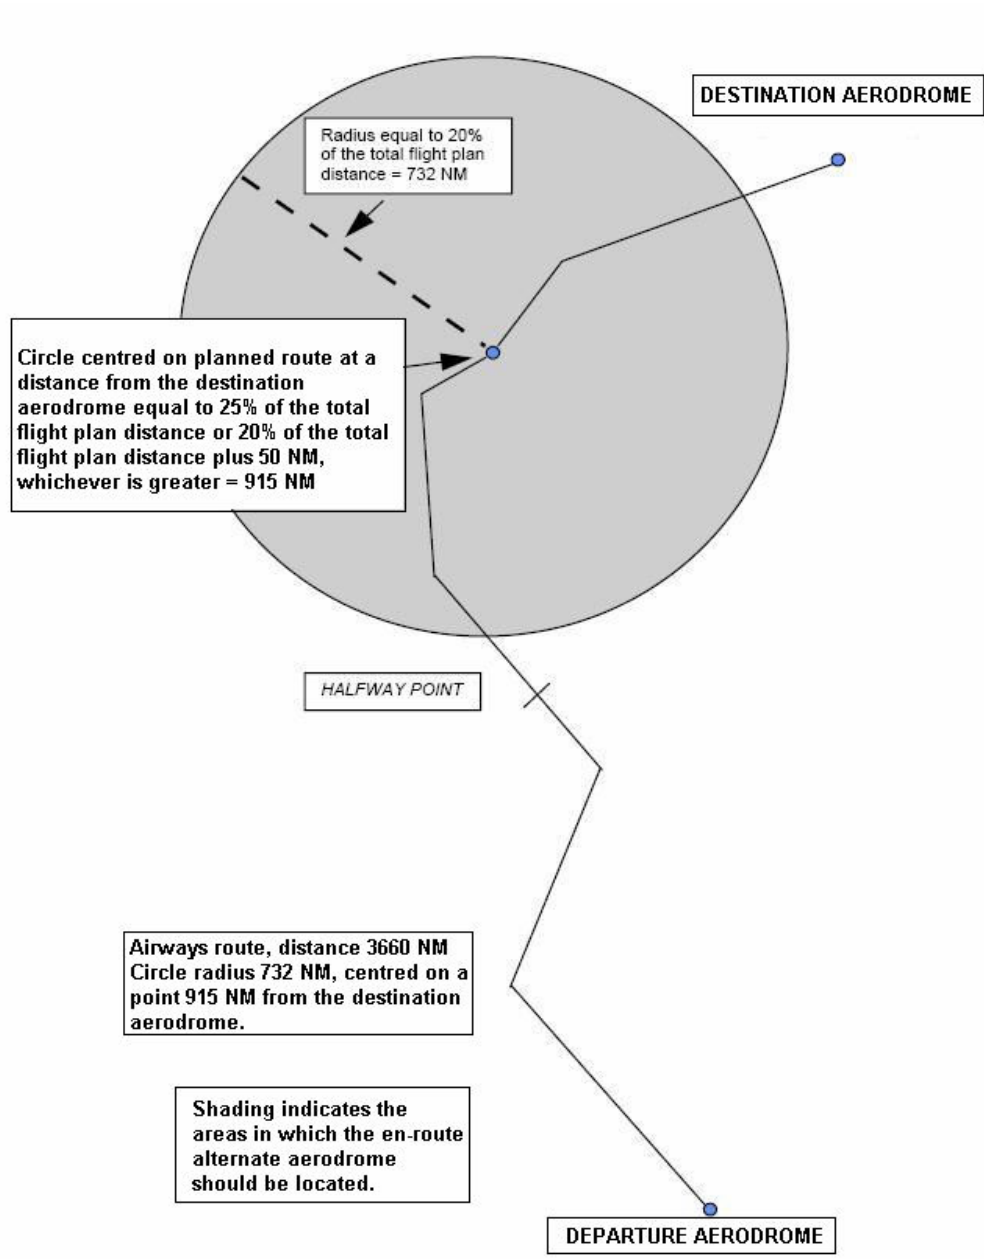 DESTINATION AERODROME
Radius equal to 20%
of the total flight plan
distance = 732 NM
Circle centred on planned route at a
distance from the destination
aerodrome equal to 25% of the total
flight plan distance or 20% of the total
flight plan distance plus 50 NM,
whichever is greater = 915 NM
HALFWAY POINT
Airways route, distance 3660 NM
Circle radius 732 NM, centred on a
point 915 NM from the destination
aerodrome.
Shading indicates the
areas in which the en-route
alternate aerodrome
should be located.
DEPARTURE AERODROME